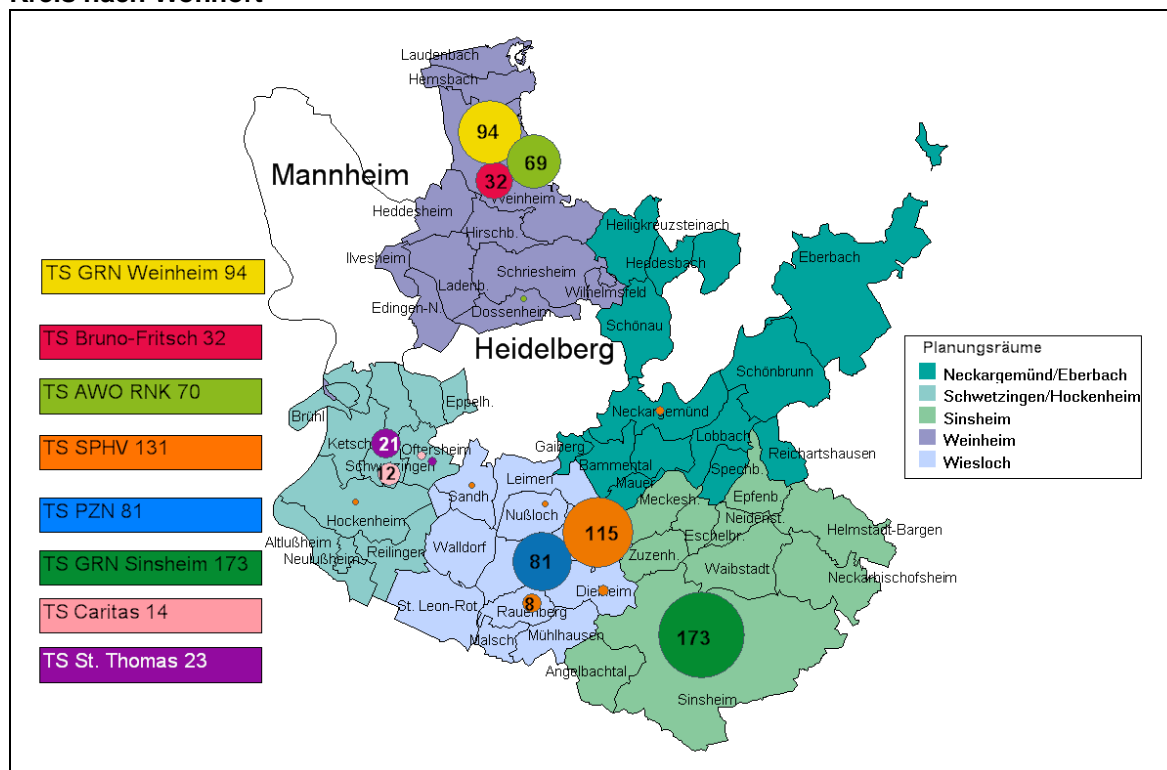 Kreis nach Wohnort
Laudenbach
Hemsbach
94
69
32
Weinheim
Mannheim
Heddesheim
Hirschb.
Heiligkreuzsteinach
Heddesbach
Eberbach
Ilvesheim
Schriesheim
Ladenb.
Wilhelmsfeld
Edingen-N.
Dossenheim
Schönau
Heidelberg
TS GRN Weinheim 94
TS Bruno-Fritsch 32
TS AWO RNK 70
TS SPHV 131
TS PZN 81
TS GRN Sinsheim 173
TS Caritas 14
TS St. Thomas 23
Planungsräume
Neckargemünd/Eberbach
Schwetzingen/Hockenheim
Sinsheim
Weinheim
Wiesloch
Schönbrunn
Eppelh.
Brühl
Neckargemünd
Ketsch
21
Oftersheim
Lobbach
Gaiberg
Reichartshausen
Schwetzingen
12
Bammental
Spechb.
Leimen
Mauer
Sandh.
Meckesh.
Epfenb.
Nußloch
Neidenst.
Hockenheim
115
Eschelbr.
Helmstadt-Bargen
Altlußheim
Reilingen
Walldorf
Zuzenh.
Neulußheim
81
Waibstadt
Neckarbischofsheim
Dielheim
St. Leon-Rot
8
Rauenberg
Mühlhausen
Malsch
173
Angelbachtal
Sinsheim